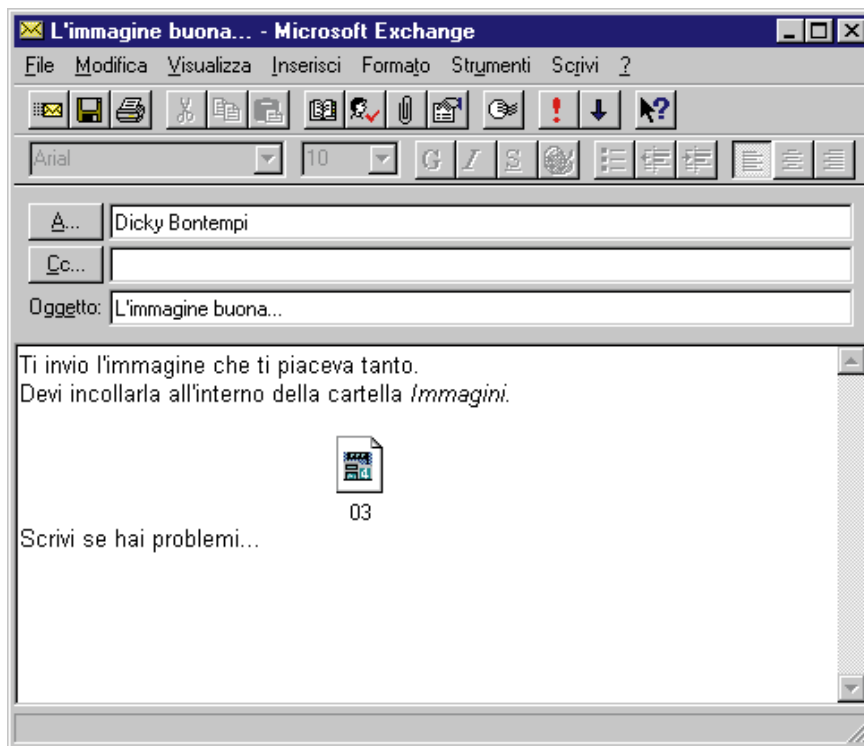 L'immagine buona... - Microsoft Exchange
File Modifica Visualizza Inserisci Formato Strumenti Scrivi ?
Arial 10 G I S
A... Dicky Bontempi
Cc...
Oggetto: L'immagine buona...
Ti invio l'immagine che ti piaceva tanto.
Devi incollarla all'interno della cartella Immagini.
03
Scrivi se hai problemi...